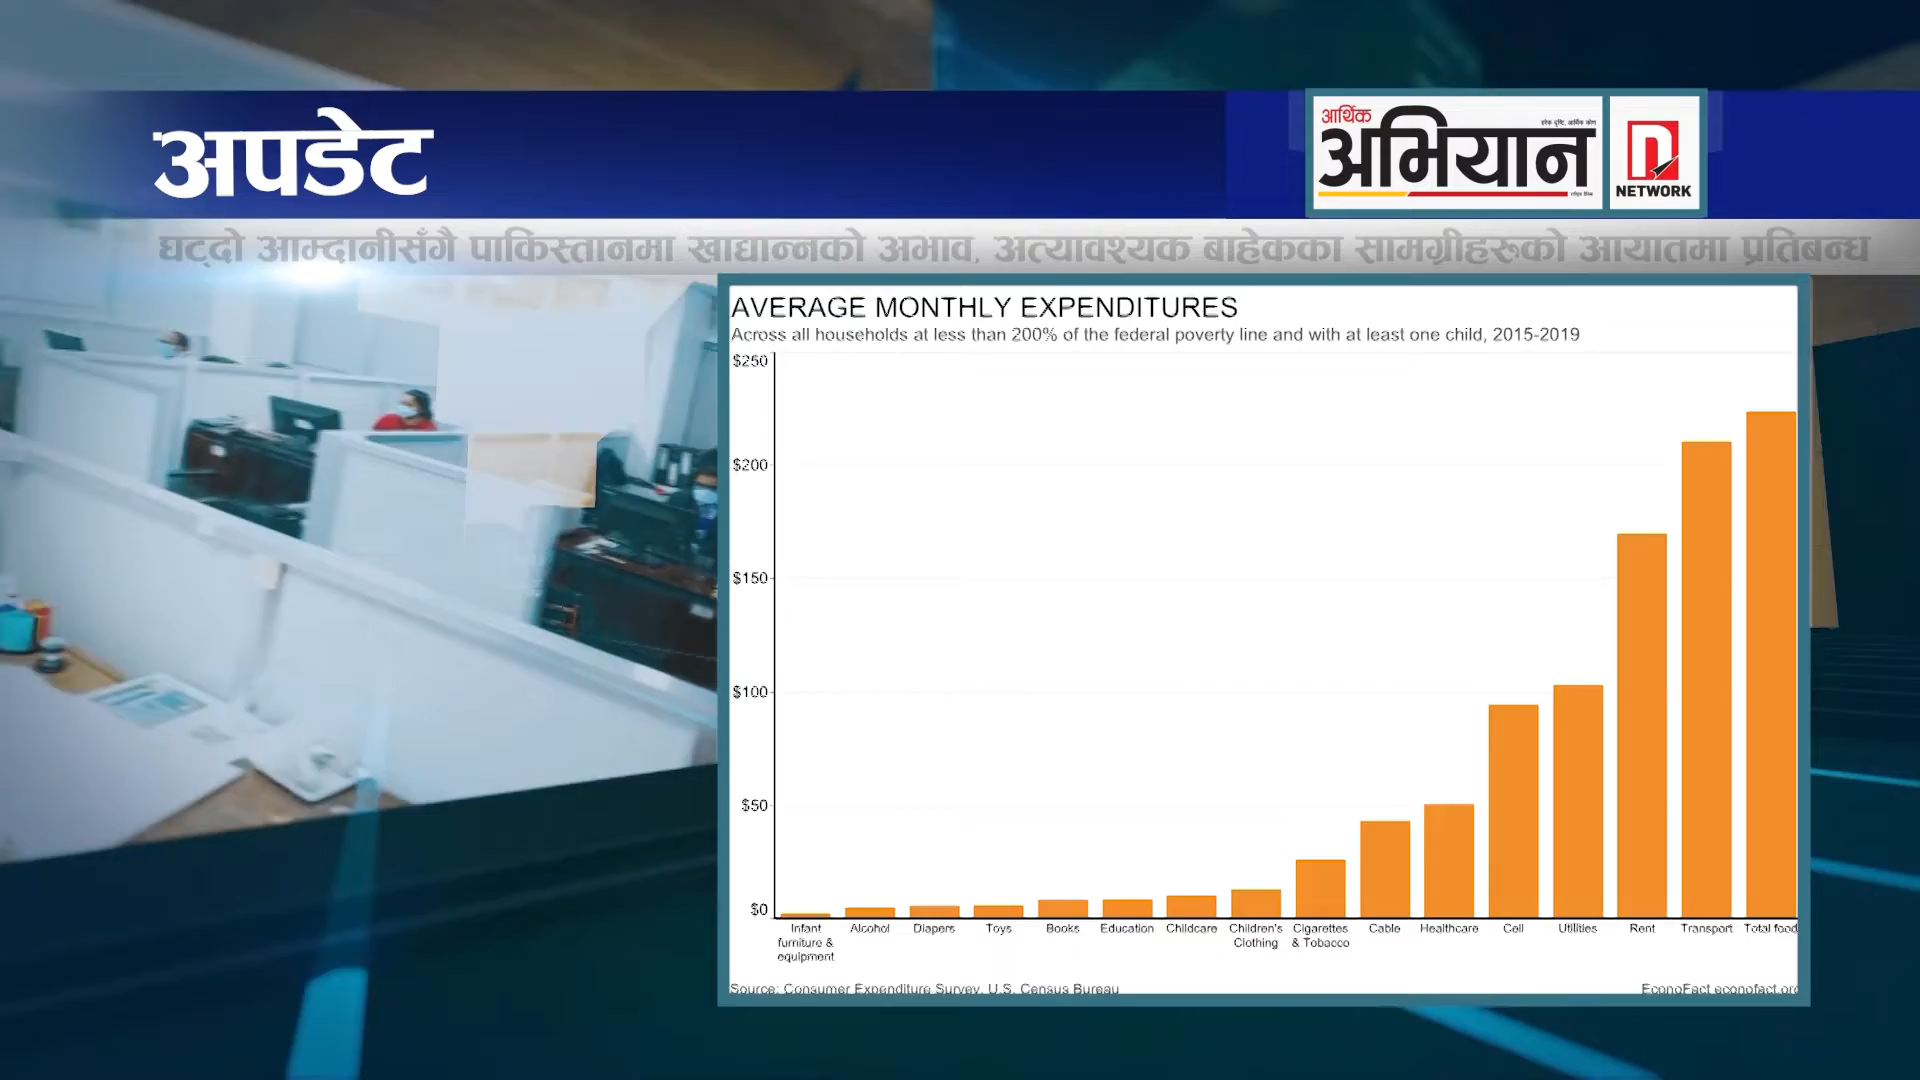 अपडेट
आर्थिक
अभियान
NETWORK
घट्दो आम्दानीसँगै पाकिस्तानमा खाद्यान्नको अभाव, अत्यावश्यक बाहेकका सामग्रीहरूको आयातमा प्रतिबन्ध
AVERAGE MONTHLY EXPENDITURES
Across all households at less than 200% of the federal poverty line and with at least one child, 2015-2019
$250
$200
$150
$100
$50
$0
Infant furniture & equipment
Alcohol
Diapers
Toys
Books
Education
Childcare
Children's Clothing
Cigarettes & Tobacco
Cable
Healthcare
Cell
Utilities
Rent
Transport
Total food
Source: Consumer Expenditure Survey, U.S. Census Bureau
EconoFact econofact.org